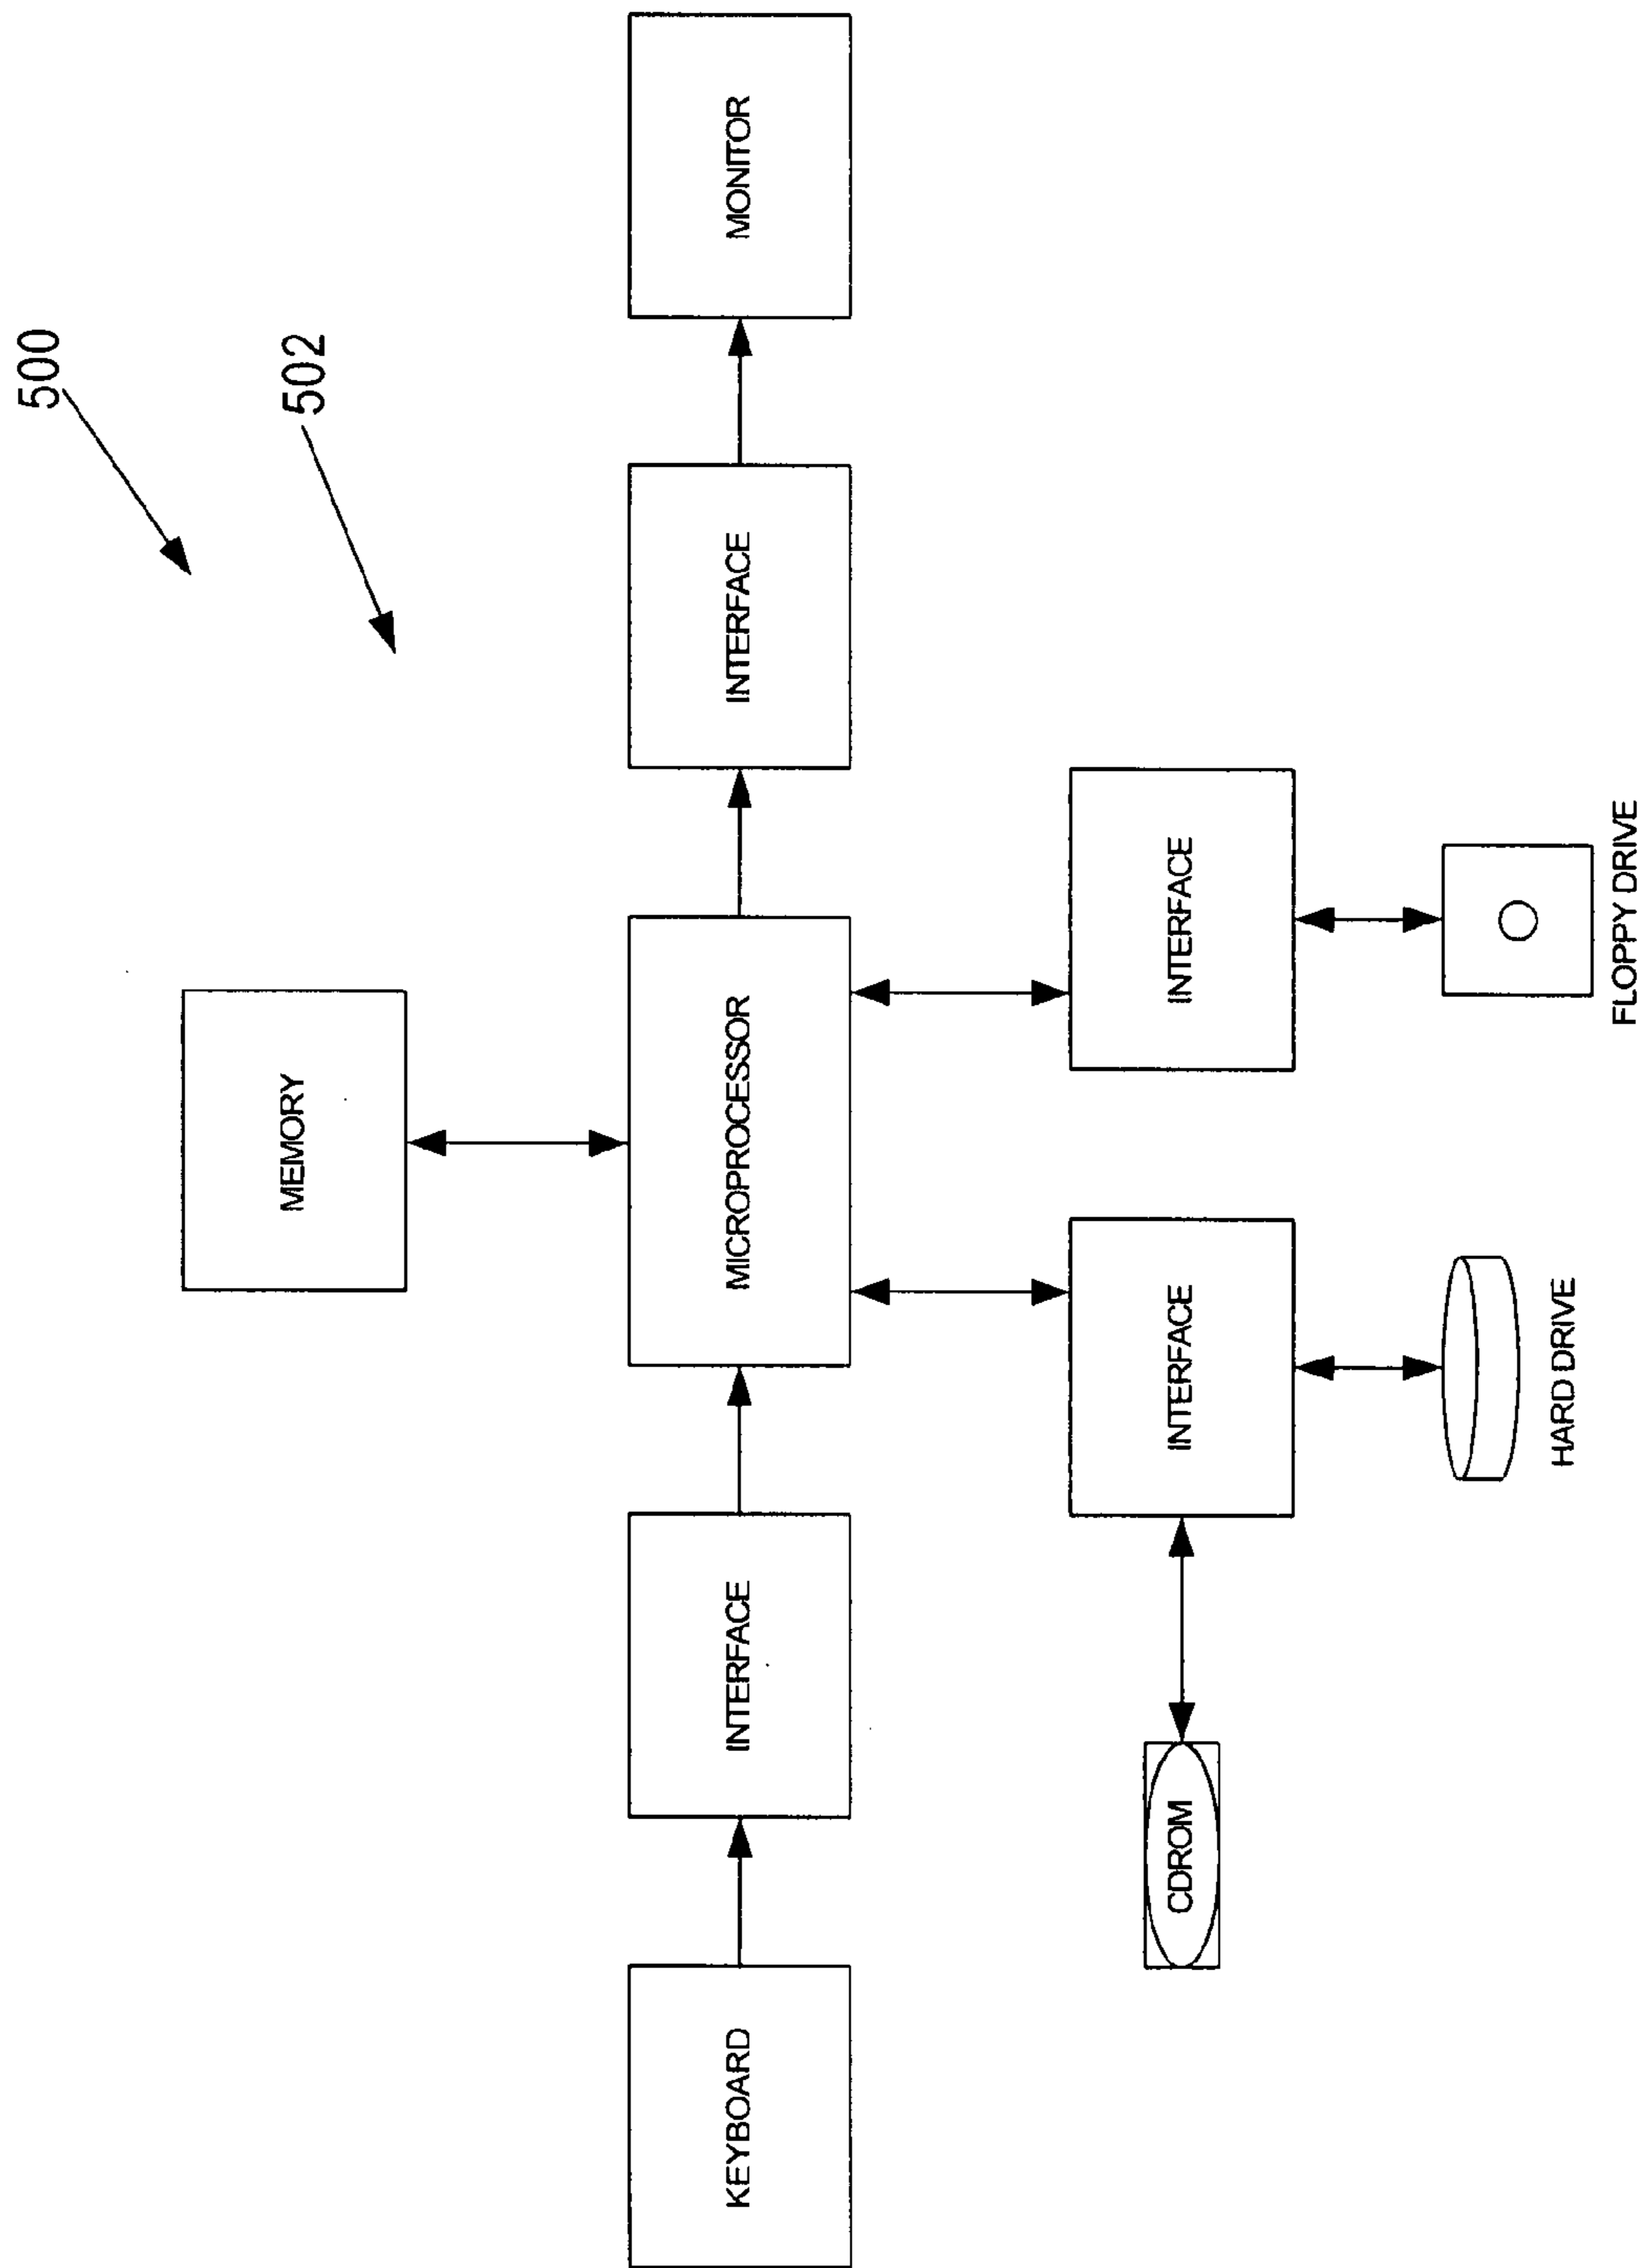 500
502
MEMORY
KEYBOARD
INTERFACE
MICROPROCESSOR
INTERFACE
MONITOR
CDROM
INTERFACE
INTERFACE
HARD DRIVE
FLOPPY DRIVE